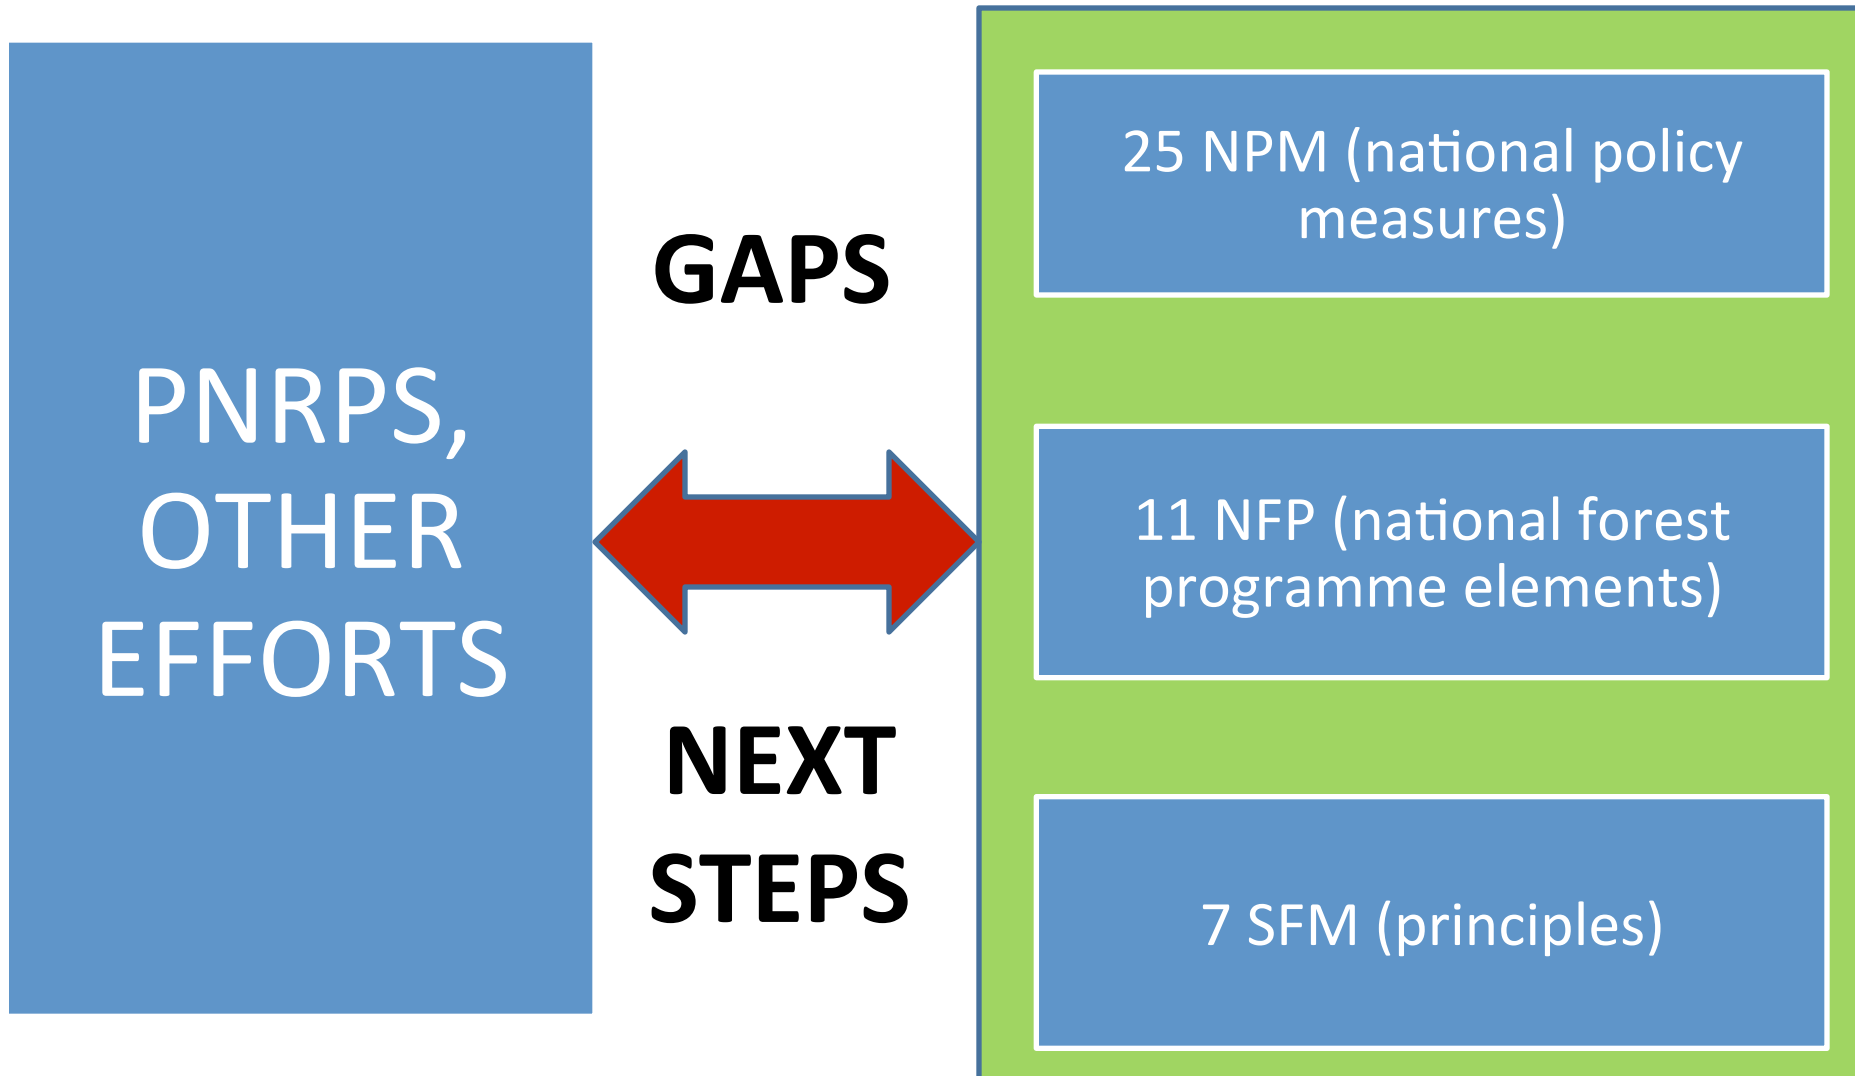 PNRPS,
OTHER
EFFORTS
GAPS
NEXT
STEPS
25 NPM (national policy
measures)
11 NFP (national forest
programme elements)
7 SFM (principles)